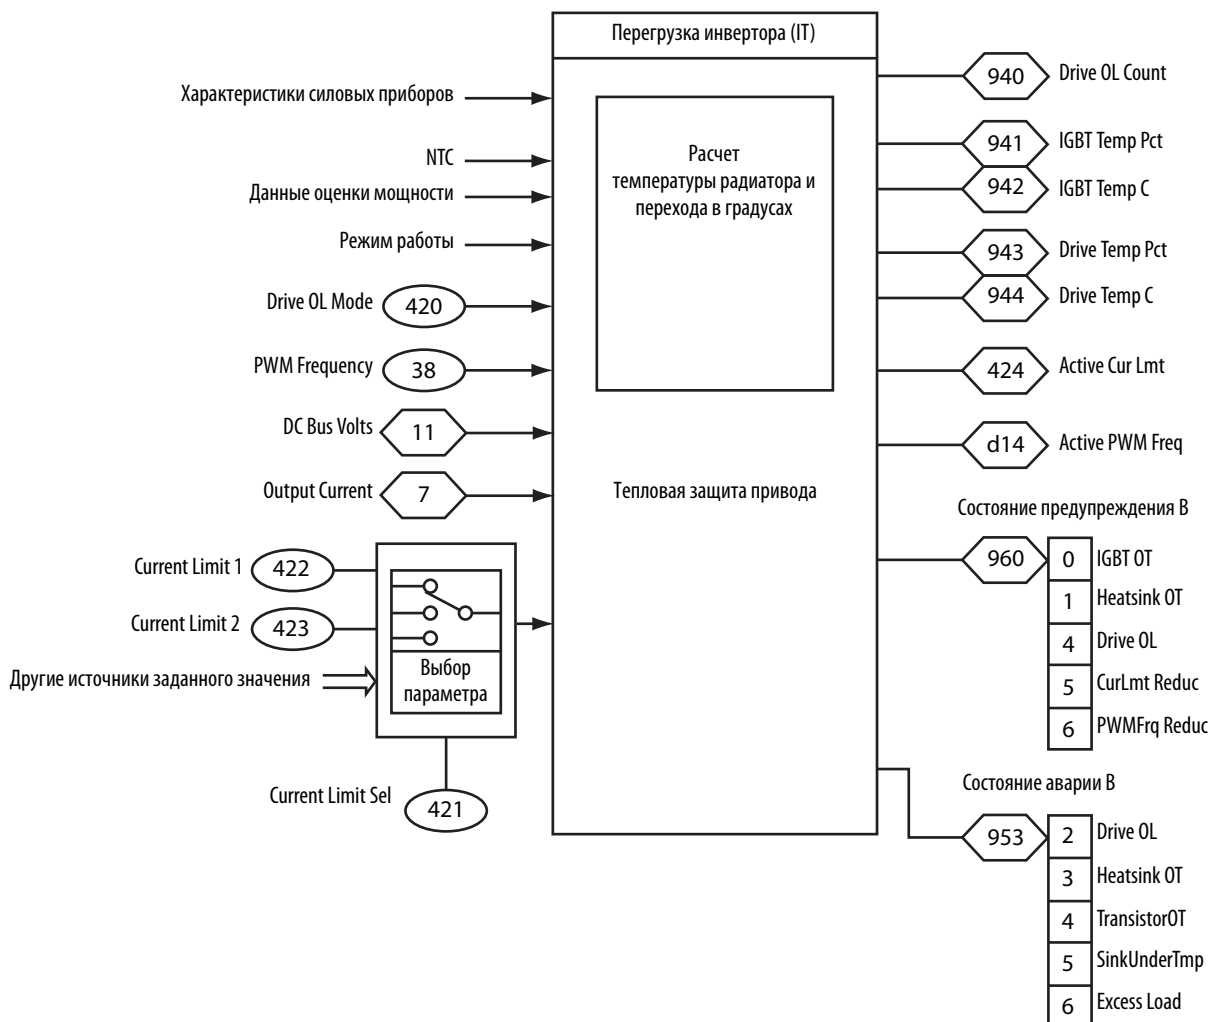 Перегрузка инвертора (IT)
Характеристики силовых приборов
NTC
Данные оценки мощности
Режим работы
Drive OL Mode 420
PWM Frequency 38
DC Bus Volts 11
Output Current 7
Current Limit 1 422
Current Limit 2 423
Другие источники заданного значения
Выбор
параметра
Current Limit Sel 421
Расчет
температуры радиатора и
перехода в градусах
Тепловая защита привода
940 Drive OL Count
941 IGBT Temp Pct
942 IGBT Temp C
943 Drive Temp Pct
944 Drive Temp C
424 Active Cur Lmt
d14 Active PWM Freq
Состояние предупреждения B
960 0 IGBT OT
1 Heatsink OT
4 Drive OL
5 CurLmt Reduc
6 PWMFrq Reduc
Состояние аварии B
953 2 Drive OL
3 Heatsink OT
4 TransistorOT
5 SinkUnderTmp
6 Excess Load